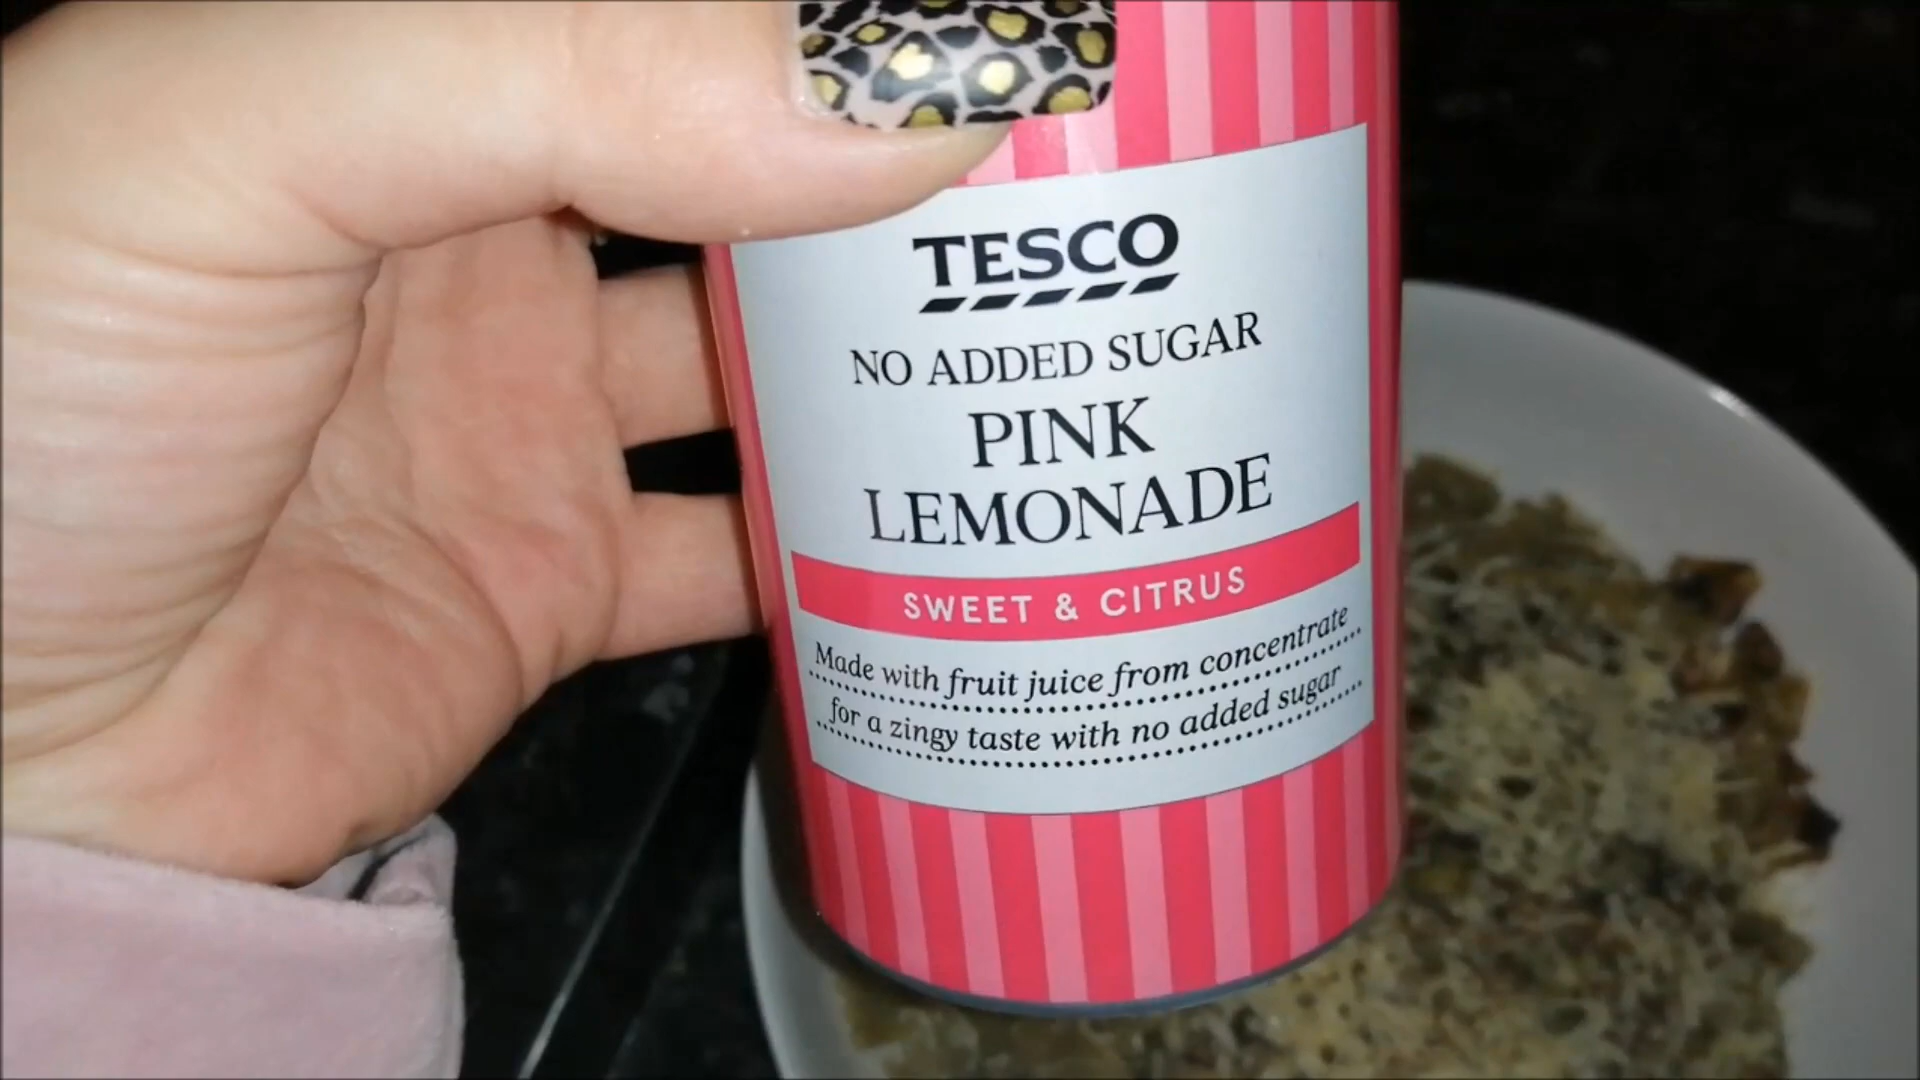 TESCO
NO ADDED SUGAR
PINK
LEMONADE
SWEET & CITRUS
Made with fruit juice from concentrate
for a zingy taste with no added sugar